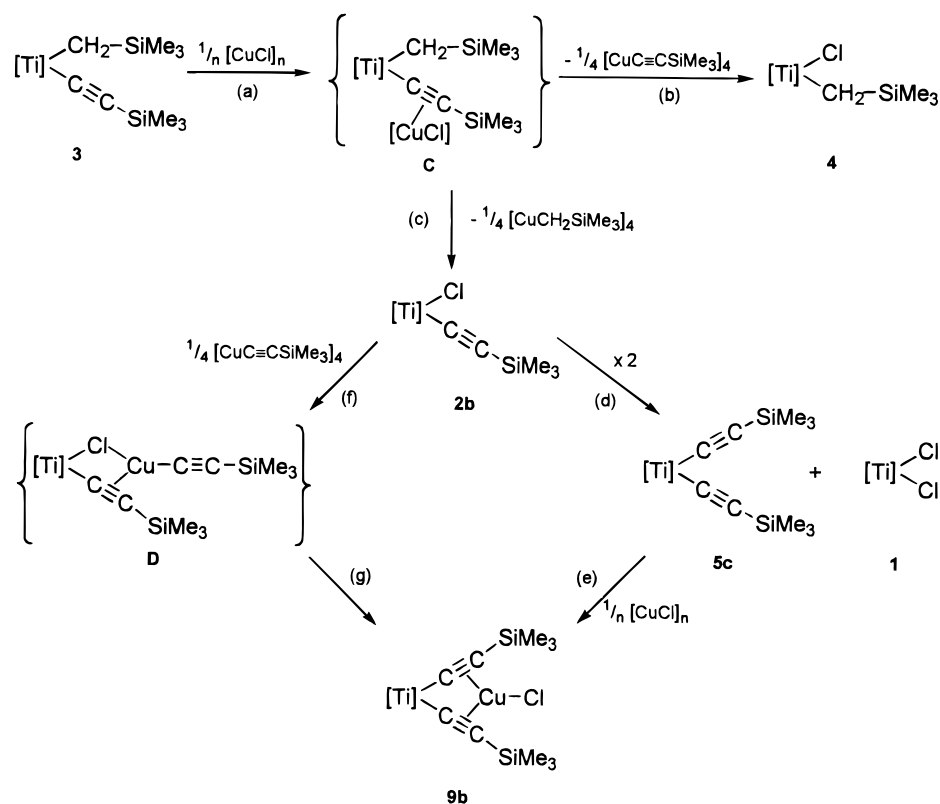 [Ti] CH2–SiMe3 C≡C SiMe3
3
1/n [CuCl]n
(a)
[Ti] CH2–SiMe3 C≡C SiMe3 [CuCl]
C
- 1/4 [CuC≡CSiMe3]4
(b)
[Ti] Cl CH2–SiMe3
4
(c)
- 1/4 [CuCH2SiMe3]4
[Ti] Cl C≡C SiMe3
2b
1/4 [CuC≡CSiMe3]4
(f)
x 2
(d)
[Ti] Cl Cu–C≡C–SiMe3 C≡C SiMe3
D
[Ti] C≡C SiMe3 C≡C SiMe3
5c
+
[Ti] Cl Cl
1
(g)
(e)
1/n [CuCl]n
[Ti] C≡C SiMe3 Cu–Cl C≡C SiMe3
9b